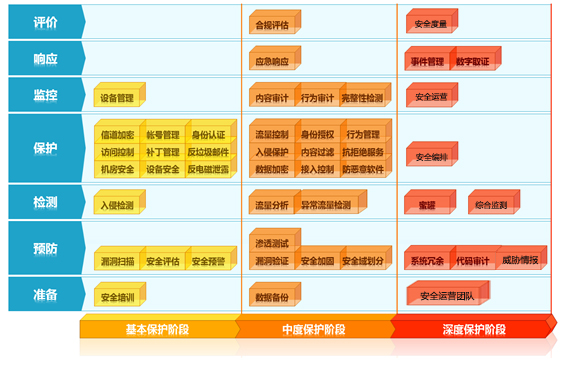 评价
合规评估
安全度量
响应
应急响应
事件管理 数字取证
监控
设备管理
内容审计 行为审计 完整性检测
安全运营
保护
信道加密 帐号管理 身份认证
访问控制 补丁管理 反垃圾邮件
机房安全 设备安全 反电磁泄露
流量控制 身份授权 行为管理
入侵保护 内容过滤 抗拒绝服务
数据加密 接入控制 防恶意软件
安全编排
检测
入侵检测
流量分析 异常流量检测
蜜罐 综合监测
预防
漏洞扫描 安全评估 安全预警
渗透测试
漏洞验证 安全加固 安全域划分
系统冗余 代码审计 威胁情报
准备
安全培训
数据备份
安全运营团队
基本保护阶段 中度保护阶段 深度保护阶段